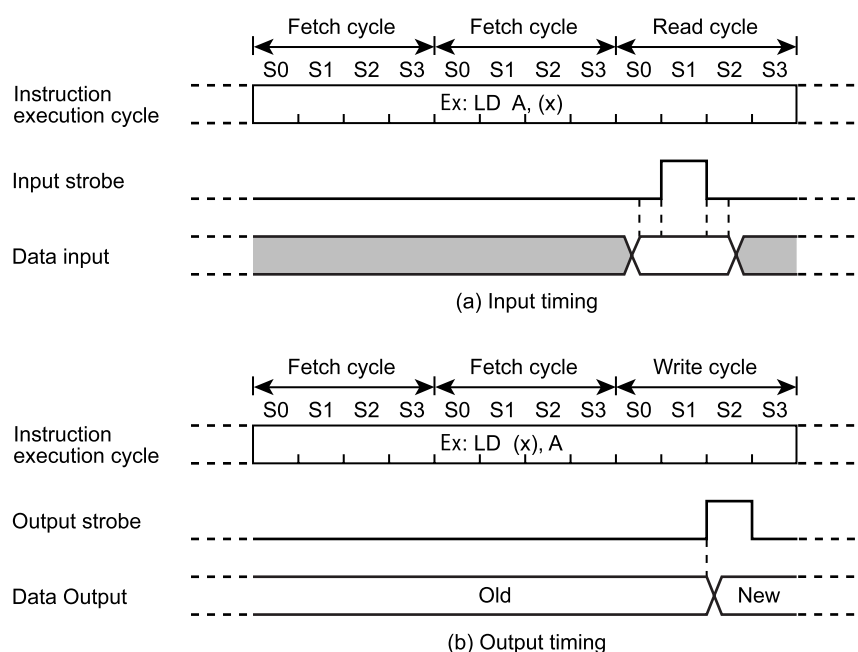 Fetch cycle Fetch cycle Read cycle
S0 S1 S2 S3 S0 S1 S2 S3 S0 S1 S2 S3
Instruction
execution cycle
Ex: LD A, (x)
Input strobe
Data input
(a) Input timing
Fetch cycle Fetch cycle Write cycle
S0 S1 S2 S3 S0 S1 S2 S3 S0 S1 S2 S3
Instruction
execution cycle
Ex: LD (x), A
Output strobe
Data Output Old New
(b) Output timing